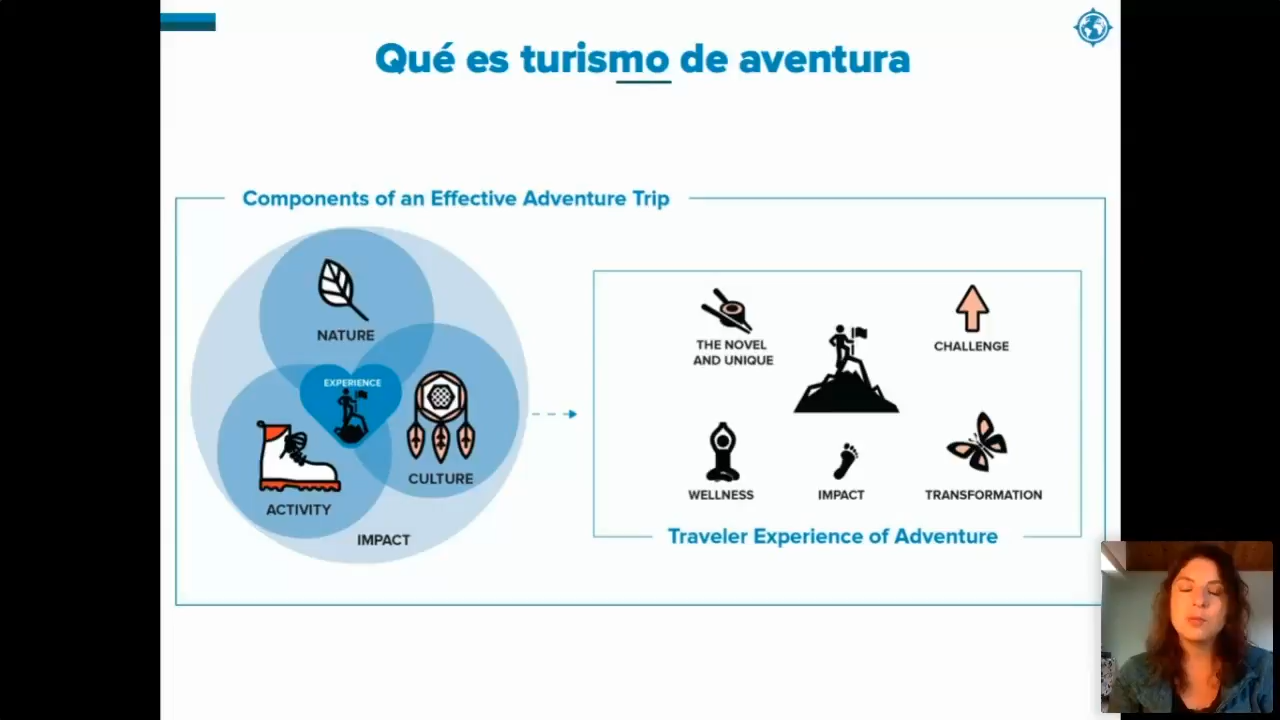 Qué es turismo de aventura
Components of an Effective Adventure Trip
NATURE
EXPERIENCE
CULTURE
ACTIVITY
IMPACT
THE NOVEL
AND UNIQUE
CHALLENGE
WELLNESS
IMPACT
TRANSFORMATION
Traveler Experience of Adventure